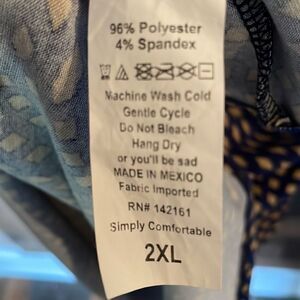 96% Polyester
4% Spandex
Machine Wash Cold
Gentle Cycle
Do Not Bleach
Hang Dry
or you'll be sad
MADE IN MEXICO
Fabric Imported
RN# 142161
Simply Comfortable
2XL